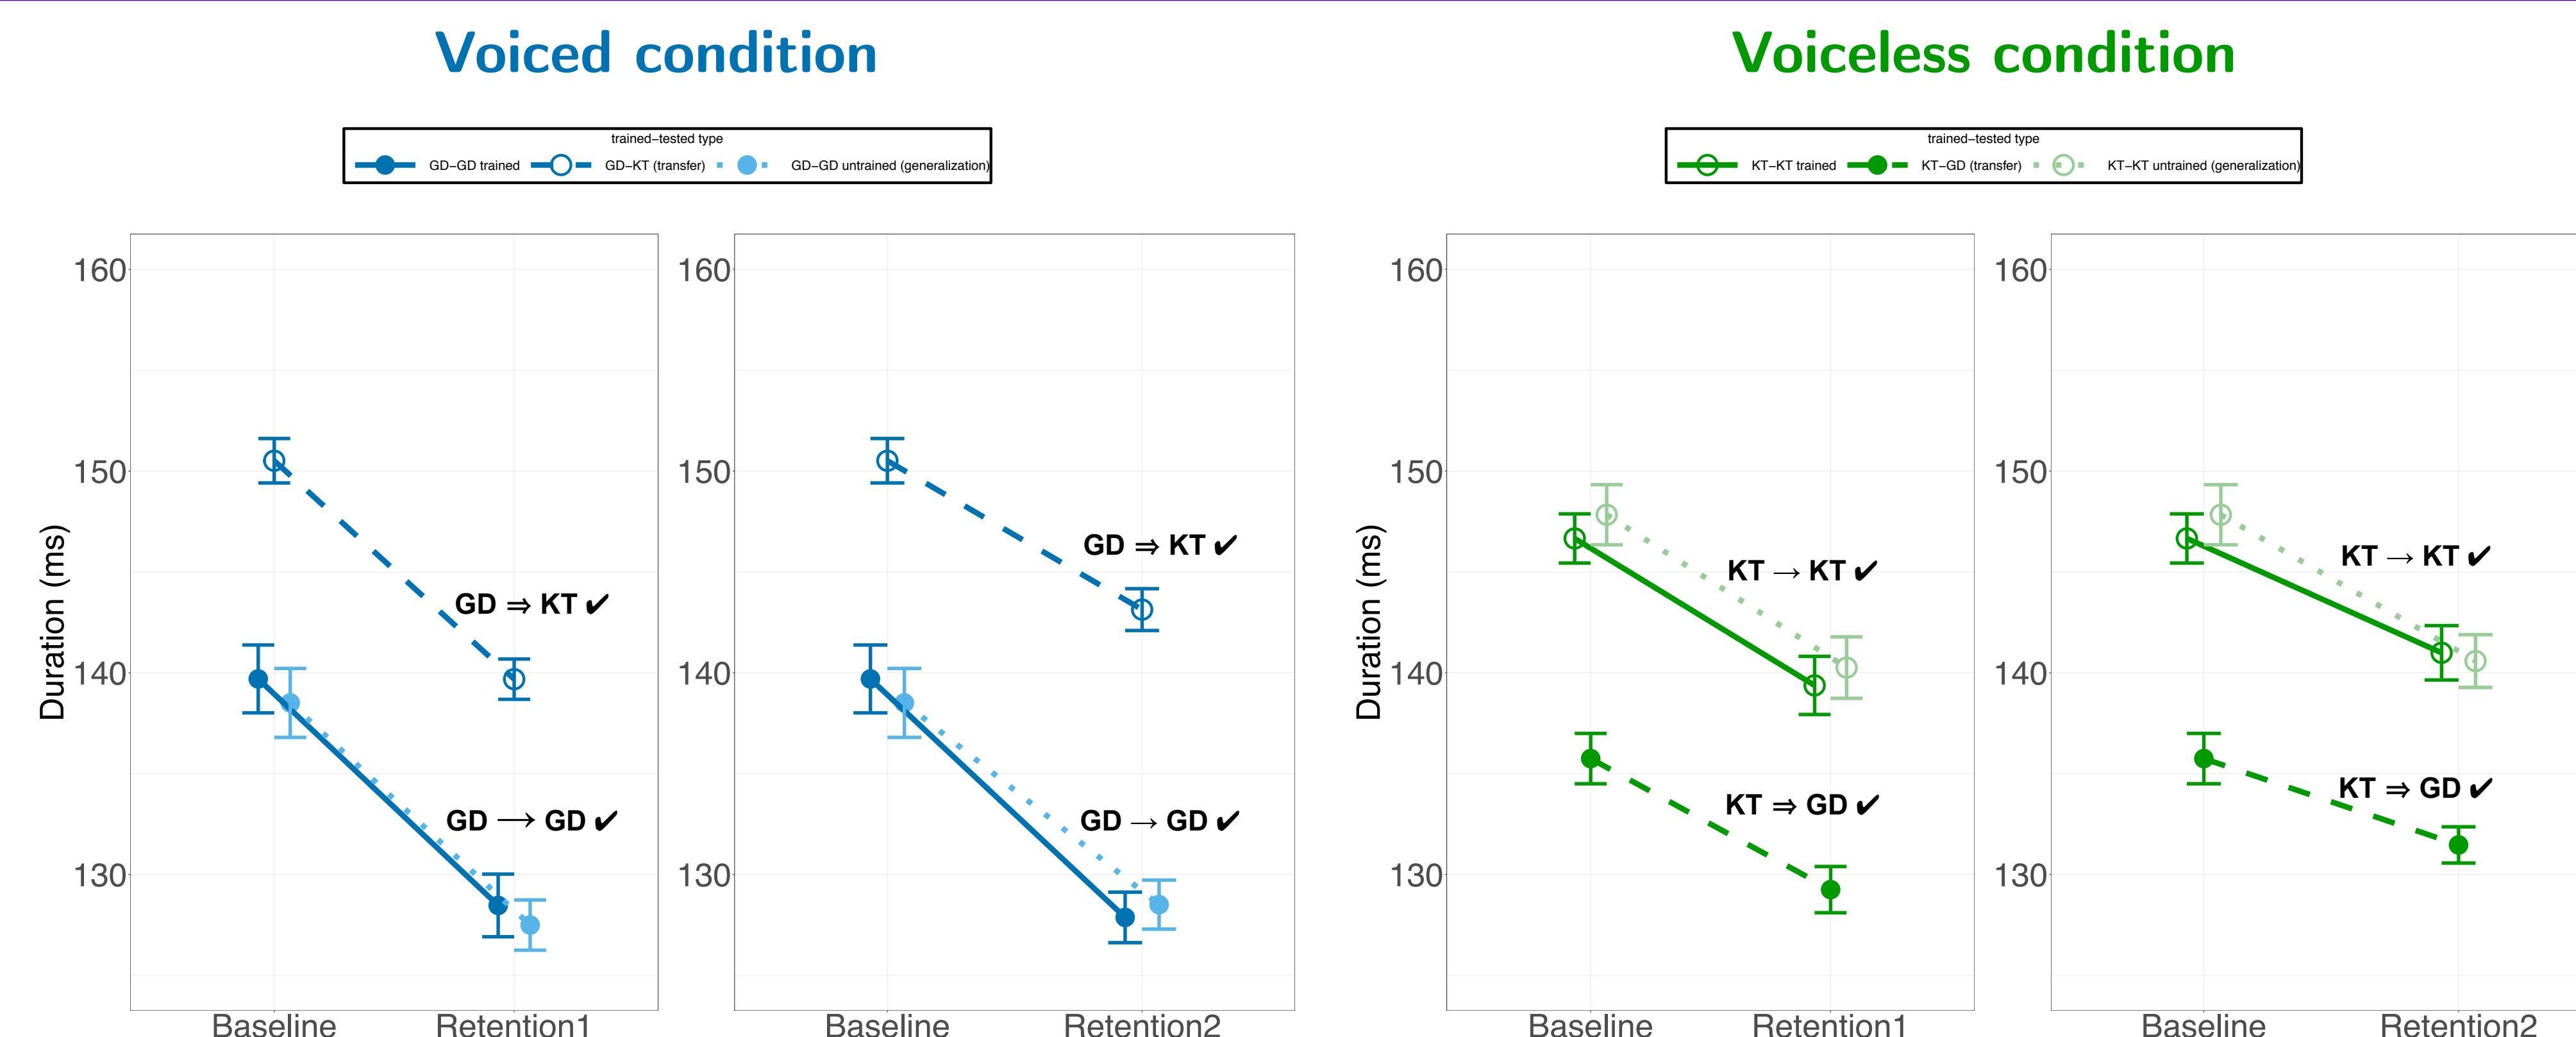 Voiced condition
trained−tested type
GD−GD trained GD−KT (transfer) GD−GD untrained (generalization)
Duration (ms)
160
150
140
130
GD ⇒ KT ✔
GD → GD ✔
Baseline Retention1
160
150
140
130
GD ⇒ KT ✔
GD → GD ✔
Baseline Retention2
Voiceless condition
trained−tested type
KT−KT trained KT−GD (transfer) KT−KT untrained (generalization)
Duration (ms)
160
150
140
130
KT → KT ✔
KT ⇒ GD ✔
Baseline Retention1
160
150
140
130
KT → KT ✔
KT ⇒ GD ✔
Baseline Retention2